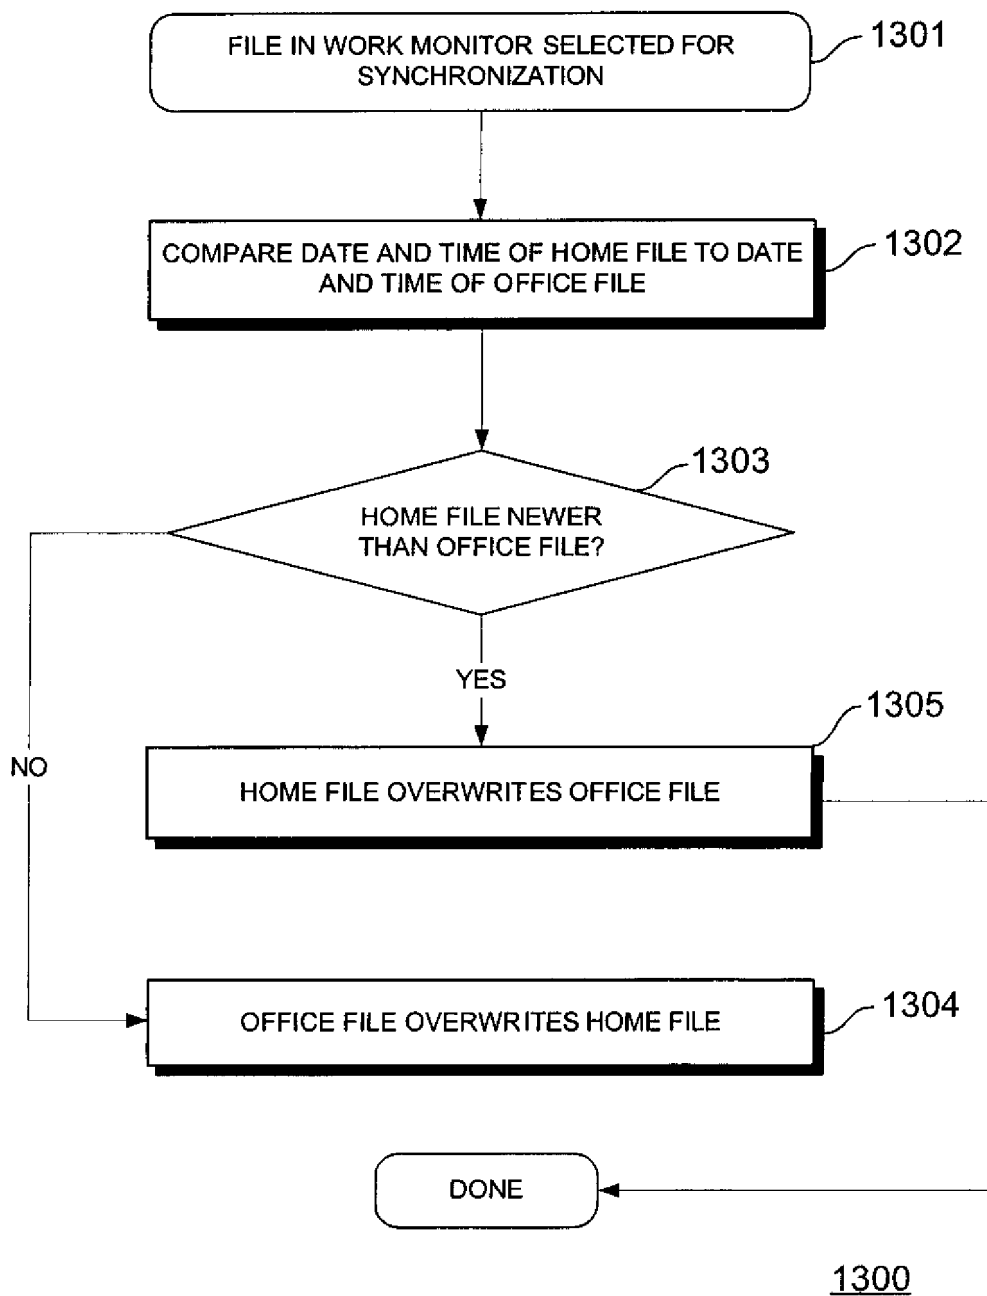 1301
FILE IN WORK MONITOR SELECTED FOR
SYNCHRONIZATION
1302
COMPARE DATE AND TIME OF HOME FILE TO DATE
AND TIME OF OFFICE FILE
1303
HOME FILE NEWER
THAN OFFICE FILE?
YES
1305
NO
HOME FILE OVERWRITES OFFICE FILE
1304
OFFICE FILE OVERWRITES HOME FILE
DONE
1300